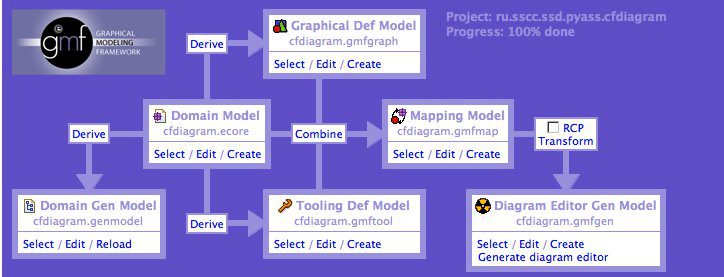 e
gmf
GRAPHICAL
MODELING
FRAMEWORK
Project: ru.sscc.ssd.pyass.cfdiagram
Progress: 100% done
Derive
Graphical Def Model
cfdiagram.gmfgraph
Select / Edit / Create
Derive
Domain Model
cfdiagram.ecore
Select / Edit / Create
Combine
Mapping Model
cfdiagram.gmfmap
Select / Edit / Create
RCP
Transform
Domain Gen Model
cfdiagram.genmodel
Select / Edit / Reload
Derive
Tooling Def Model
cfdiagram.gmftool
Select / Edit / Create
Diagram Editor Gen Model
cfdiagram.gmfgen
Select / Edit / Create
Generate diagram editor